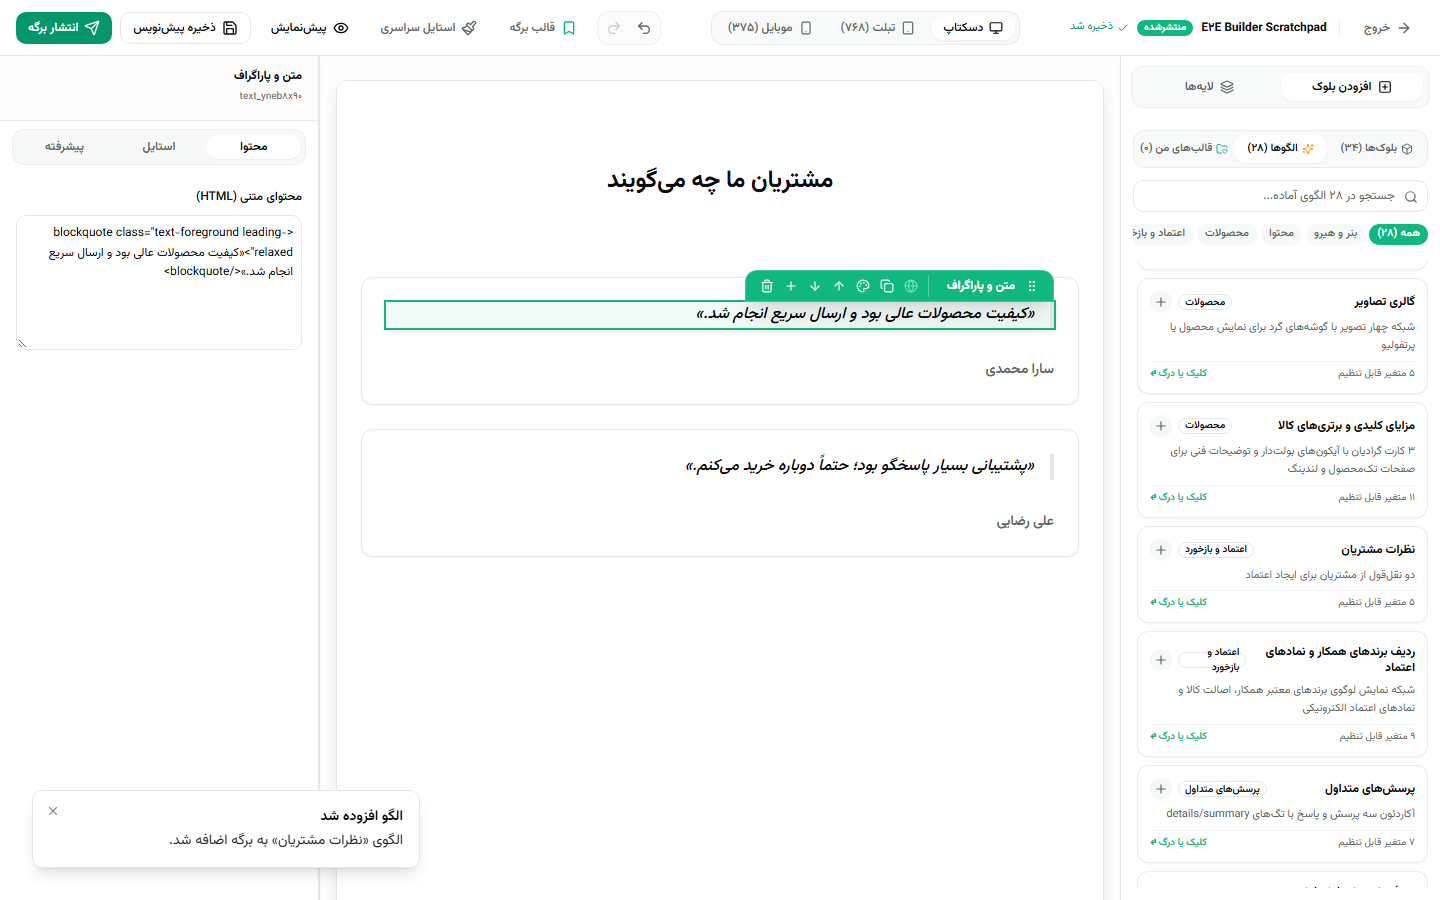 خروج
E۲E Builder Scratchpad
منتشرشده
ذخیره شد
دسکتاپ
تبلت (۷۶۸)
موبایل (۳۷۵)
قالب برگه
استایل سراسری
پیش‌نمایش
ذخیره پیش‌نویس
انتشار برگه
افزودن بلوک
لایه‌ها
بلوک‌ها (۳۴)
الگوها (۲۸)
قالب‌های من (۰)
جستجو در ۲۸ الگوی آماده...
همه (۲۸)
بنر و هیرو
محتوا
محصولات
اعتماد و بازخ
گالری تصاویر
محصولات
شبکه چهار تصویر با گوشه‌های گرد برای نمایش محصول یا
پرتفولیو
۵ متغیر قابل تنظیم
کلیک یا درگ
مزایای کلیدی و برتری‌های کالا
محصولات
۳ کارت گرادیان با آیکون‌های بولت‌دار و توضیحات فنی برای
صفحات تک‌محصول و لندینگ
۱۱ متغیر قابل تنظیم
کلیک یا درگ
نظرات مشتریان
اعتماد و بازخورد
دو نقل‌قول از مشتریان برای ایجاد اعتماد
۵ متغیر قابل تنظیم
کلیک یا درگ
ردیف برندهای همکار و نمادهای
اعتماد
اعتماد و
بازخورد
شبکه نمایش لوگوی برندهای معتبر همکار، اصالت کالا و
نمادهای اعتماد الکترونیکی
۹ متغیر قابل تنظیم
کلیک یا درگ
پرسش‌های متداول
پرسش‌های متداول
آکاردئون سه پرسش و پاسخ با تگ‌های details/summary
۷ متغیر قابل تنظیم
کلیک یا درگ
مشتریان ما چه می‌گویند
متن و پاراگراف
«کیفیت محصولات عالی بود و ارسال سریع انجام شد.»
سارا محمدی
«پشتیبانی بسیار پاسخگو بود؛ حتماً دوباره خرید می‌کنم.»
علی رضایی
متن و پاراگراف
text_yneb۸x۹۰
محتوا
استایل
پیشرفته
محتوای متنی (HTML)
<blockquote class="text-foreground leading-
relaxed">«کیفیت محصولات عالی بود و ارسال سریع
انجام شد.»</blockquote>
الگو افزوده شد
الگوی «نظرات مشتریان» به برگه اضافه شد.